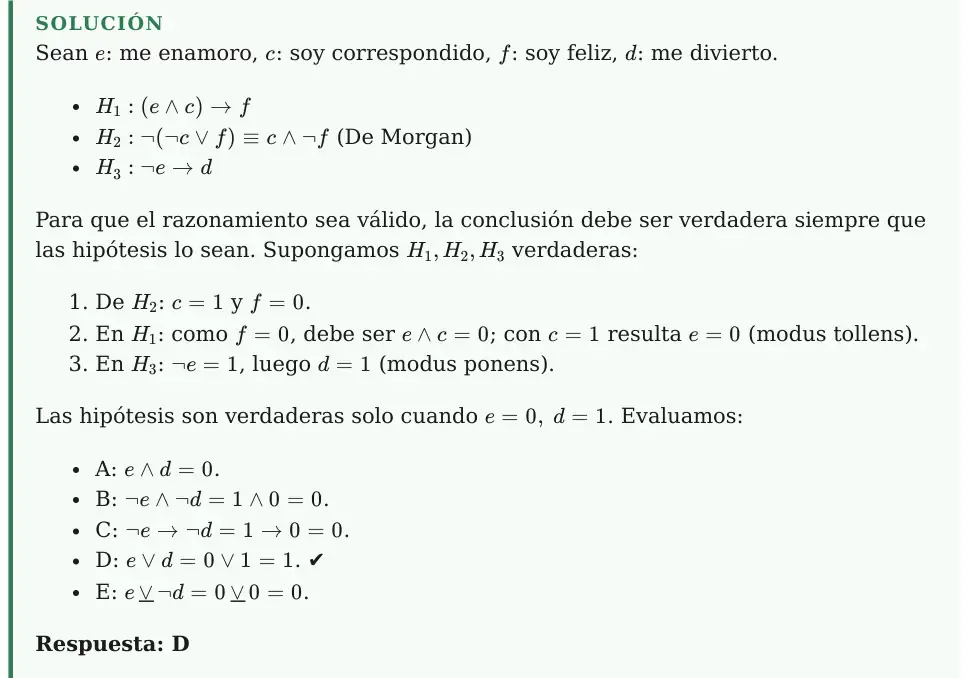 SOLUCIÓN
Sean e: me enamoro, c: soy correspondido, f: soy feliz, d: me divierto.
• H₁ : (e ∧ c) → f
• H₂ : ¬(¬c ∨ f) ≡ c ∧ ¬f (De Morgan)
• H₃ : ¬e → d
Para que el razonamiento sea válido, la conclusión debe ser verdadera siempre que
las hipótesis lo sean. Supongamos H₁, H₂, H₃ verdaderas:
1. De H₂: c = 1 y f = 0.
2. En H₁: como f = 0, debe ser e ∧ c = 0; con c = 1 resulta e = 0 (modus tollens).
3. En H₃: ¬e = 1, luego d = 1 (modus ponens).
Las hipótesis son verdaderas solo cuando e = 0, d = 1. Evaluamos:
• A: e ∧ d = 0.
• B: ¬e ∧ ¬d = 1 ∧ 0 = 0.
• C: ¬e → ¬d = 1 → 0 = 0.
• D: e ∨ d = 0 ∨ 1 = 1. ✔
• E: e ⊻ ¬d = 0 ⊻ 0 = 0.
Respuesta: D